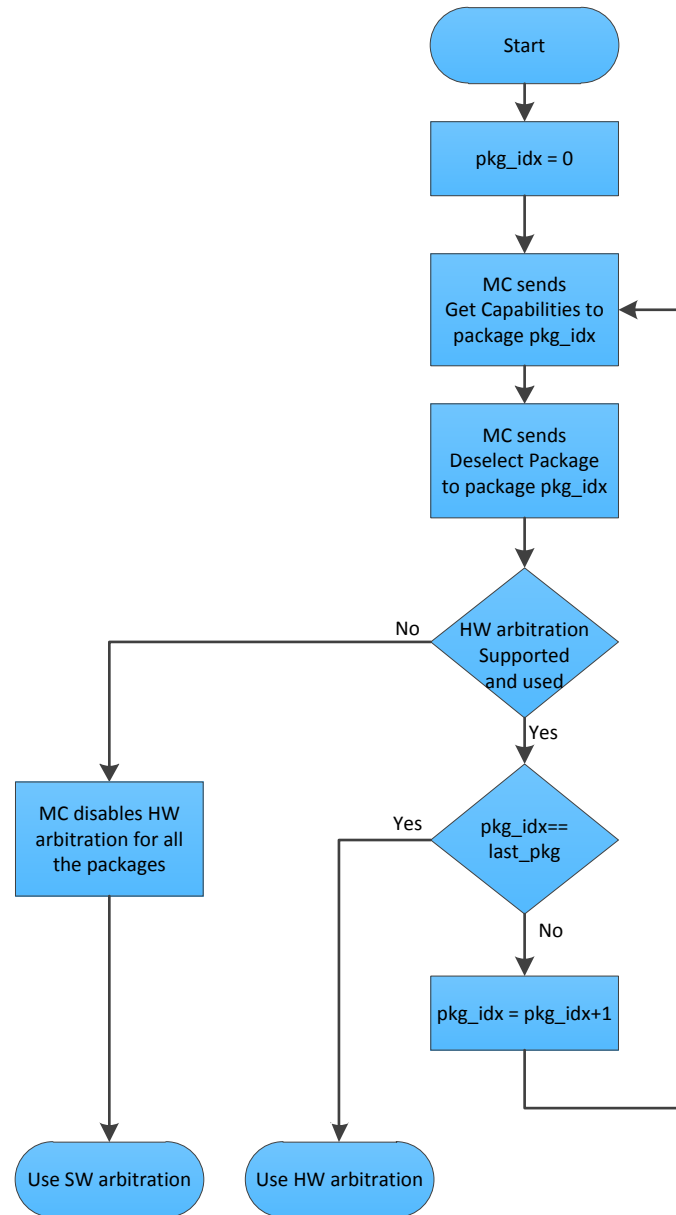 Start
pkg_idx = 0
MC sends
Get Capabilities to
package pkg_idx
MC sends
Deselect Package
to package pkg_idx
No
HW arbitration
Supported
and used
Yes
MC disables HW
arbitration for all
the packages
Yes
pkg_idx==
last_pkg
No
pkg_idx = pkg_idx+1
Use SW arbitration
Use HW arbitration